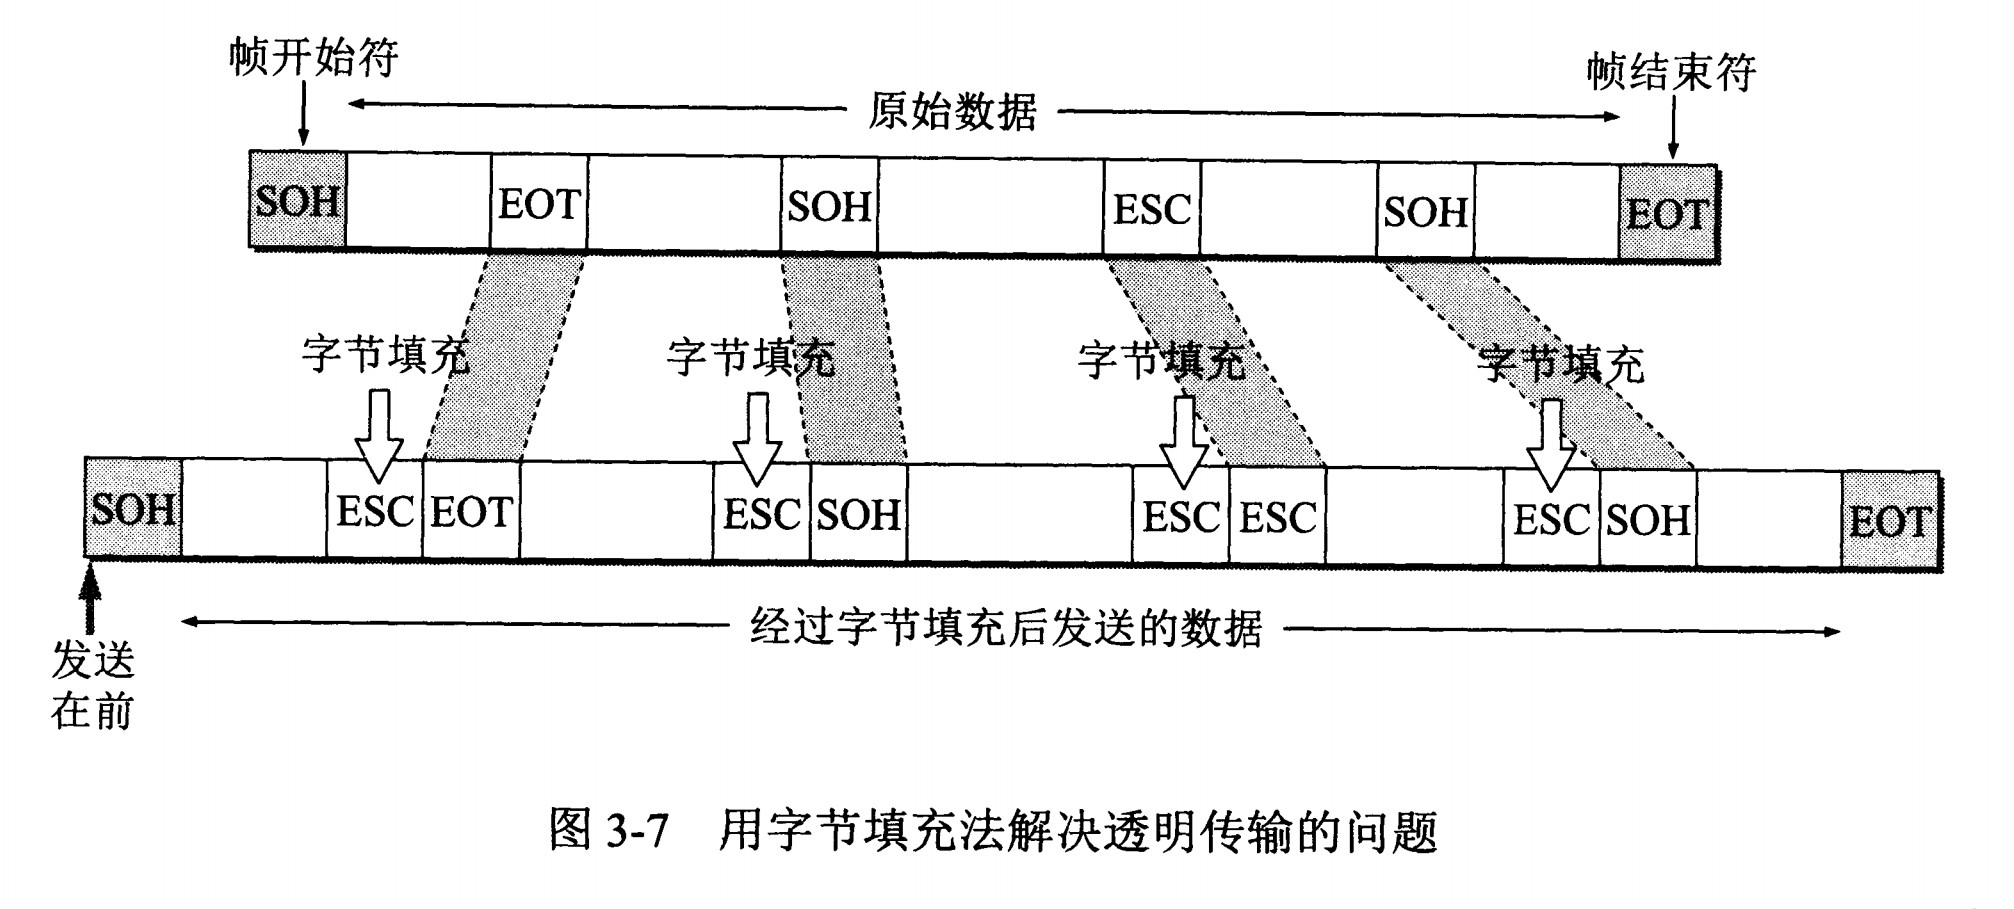 帧开始符
帧结束符
原始数据
SOH EOT SOH ESC SOH EOT
字节填充 字节填充 字节填充 字节填充
SOH ESC EOT ESC SOH ESC ESC ESC SOH EOT
经过字节填充后发送的数据
发送
在前
图 3-7 用字节填充法解决透明传输的问题